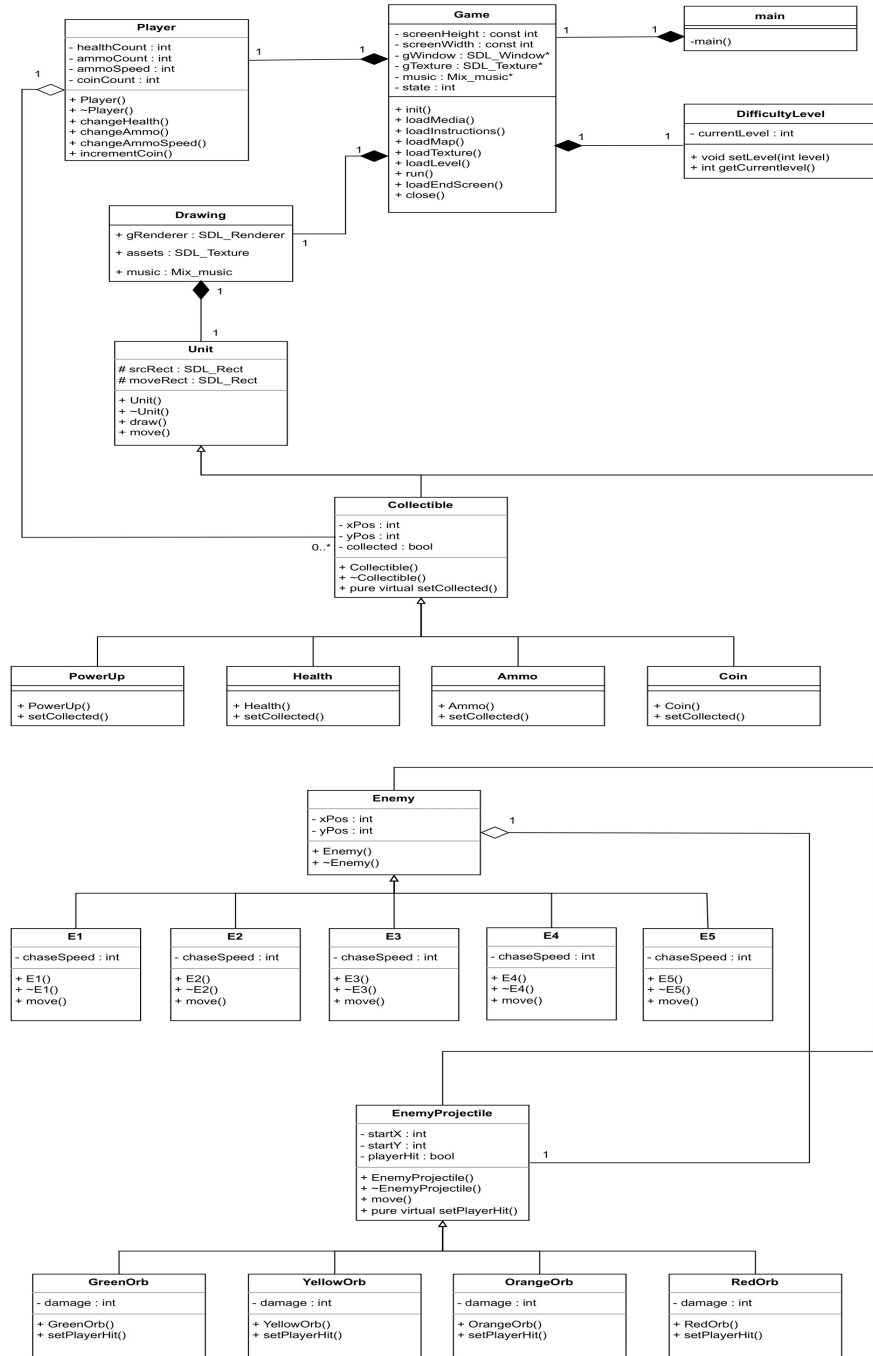 Player
- healthCount : int
- ammoCount : int
- ammoSpeed : int
- coinCount : int
+ Player()
+ ~Player()
+ changeHealth()
+ changeAmmo()
+ changeAmmoSpeed()
+ incrementCoin()
1
1
1
Game
- screenHeight : const int
- screenWidth : const int
- gWindow : SDL_Window*
- gTexture : SDL_Texture*
- music : Mix_music*
- state : int
+ init()
+ loadMedia()
+ loadInstructions()
+ loadMap()
+ loadTexture()
+ loadLevel()
+ run()
+ loadEndScreen()
+ close()
1
1
main
-main()
1
1
DifficultyLevel
- currentLevel : int
+ void setLevel(int level)
+ int getCurrentlevel()
1
1
Drawing
+ gRenderer : SDL_Renderer
+ assets : SDL_Texture
+ music : Mix_music
1
1
Unit
# srcRect : SDL_Rect
# moveRect : SDL_Rect
+ Unit()
+ ~Unit()
+ draw()
+ move()
Collectible
- xPos : int
- yPos : int
- collected : bool
+ Collectible()
+ ~Collectible()
+ pure virtual setCollected()
0..*
PowerUp
+ PowerUp()
+ setCollected()
Health
+ Health()
+ setCollected()
Ammo
+ Ammo()
+ setCollected()
Coin
+ Coin()
+ setCollected()
Enemy
- xPos : int
- yPos : int
+ Enemy()
+ ~Enemy()
1
E1
- chaseSpeed : int
+ E1()
+ ~E1()
+ move()
E2
- chaseSpeed : int
+ E2()
+ ~E2()
+ move()
E3
- chaseSpeed : int
+ E3()
+ ~E3()
+ move()
E4
- chaseSpeed : int
+ E4()
+ ~E4()
+ move()
E5
- chaseSpeed : int
+ E5()
+ ~E5()
+ move()
EnemyProjectile
- startX : int
- startY : int
- playerHit : bool
+ EnemyProjectile()
+ ~EnemyProjectile()
+ move()
+ pure virtual setPlayerHit()
1
GreenOrb
- damage : int
+ GreenOrb()
+ setPlayerHit()
YellowOrb
- damage : int
+ YellowOrb()
+ setPlayerHit()
OrangeOrb
- damage : int
+ OrangeOrb()
+ setPlayerHit()
RedOrb
- damage : int
+ RedOrb()
+ setPlayerHit()